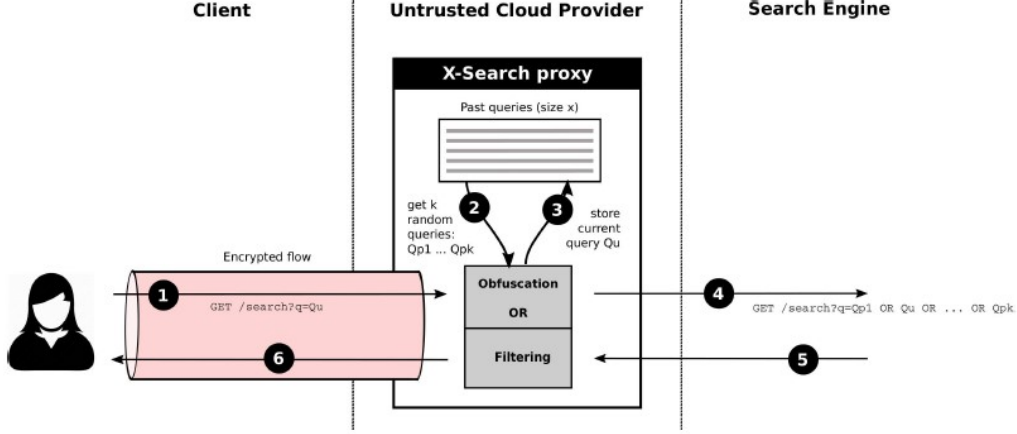 Client
Untrusted Cloud Provider
Search Engine
X-Search proxy
Past queries (size x)
get k
random
queries:
Qp1 ... Qpk
2
3
store
current
query Qu
Encrypted flow
1
GET /search?q=Qu
Obfuscation
OR
4
GET /search?q=Qp1 OR Qu OR ... OR Qpk
6
Filtering
5